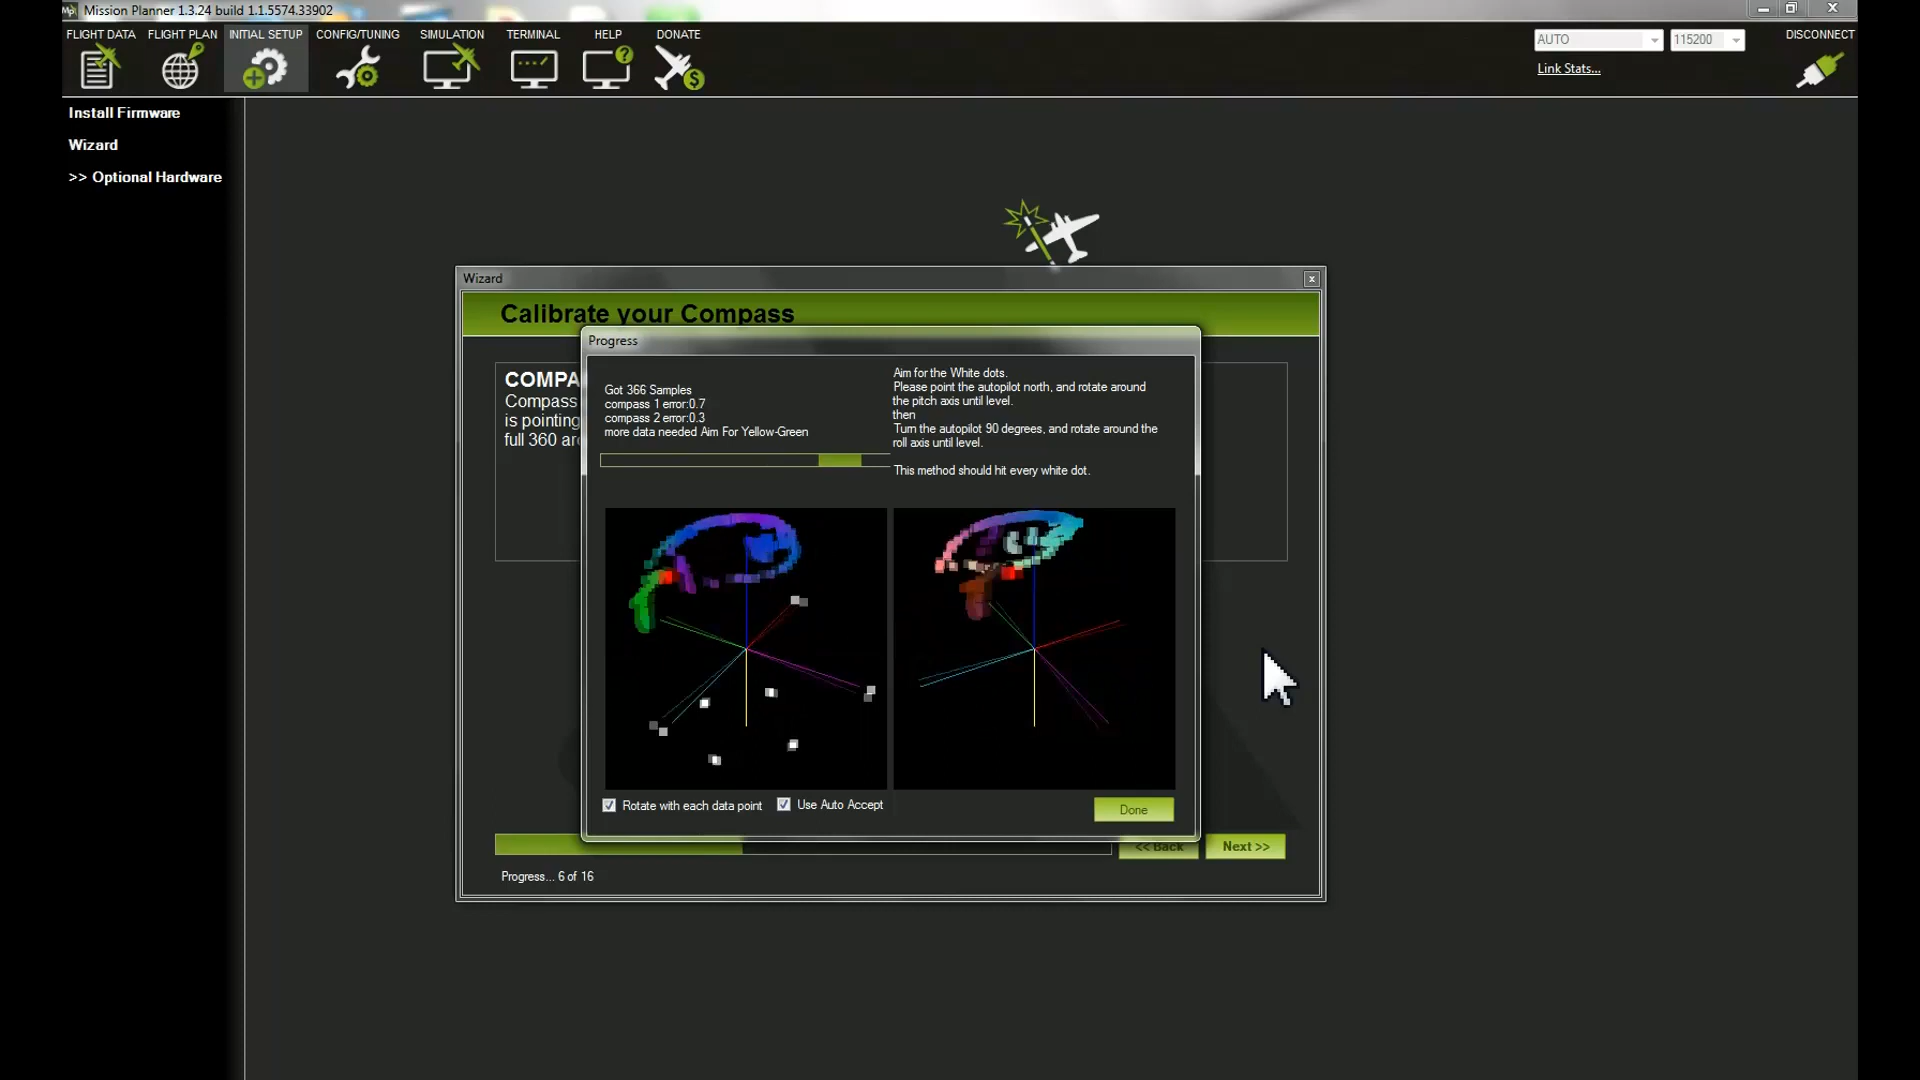 Mission Planner 1.3.24 build 1.1.5574.33902
FLIGHT DATA FLIGHT PLAN INITIAL SETUP CONFIG/TUNING SIMULATION TERMINAL HELP DONATE
AUTO 115200 DISCONNECT
Link Stats...
Install Firmware
Wizard
>> Optional Hardware
Wizard
Calibrate your Compass
COMPA
Compass
is pointing
full 360 aro
Progress
Got 366 Samples
compass 1 error:0.7
compass 2 error:0.3
more data needed Aim For Yellow-Green
Aim for the White dots.
Please point the autopilot north, and rotate around
the pitch axis until level.
then
Turn the autopilot 90 degrees, and rotate around the
roll axis until level.
This method should hit every white dot.
Rotate with each data point
Use Auto Accept
Done
<< Back
Next >>
Progress... 6 of 16